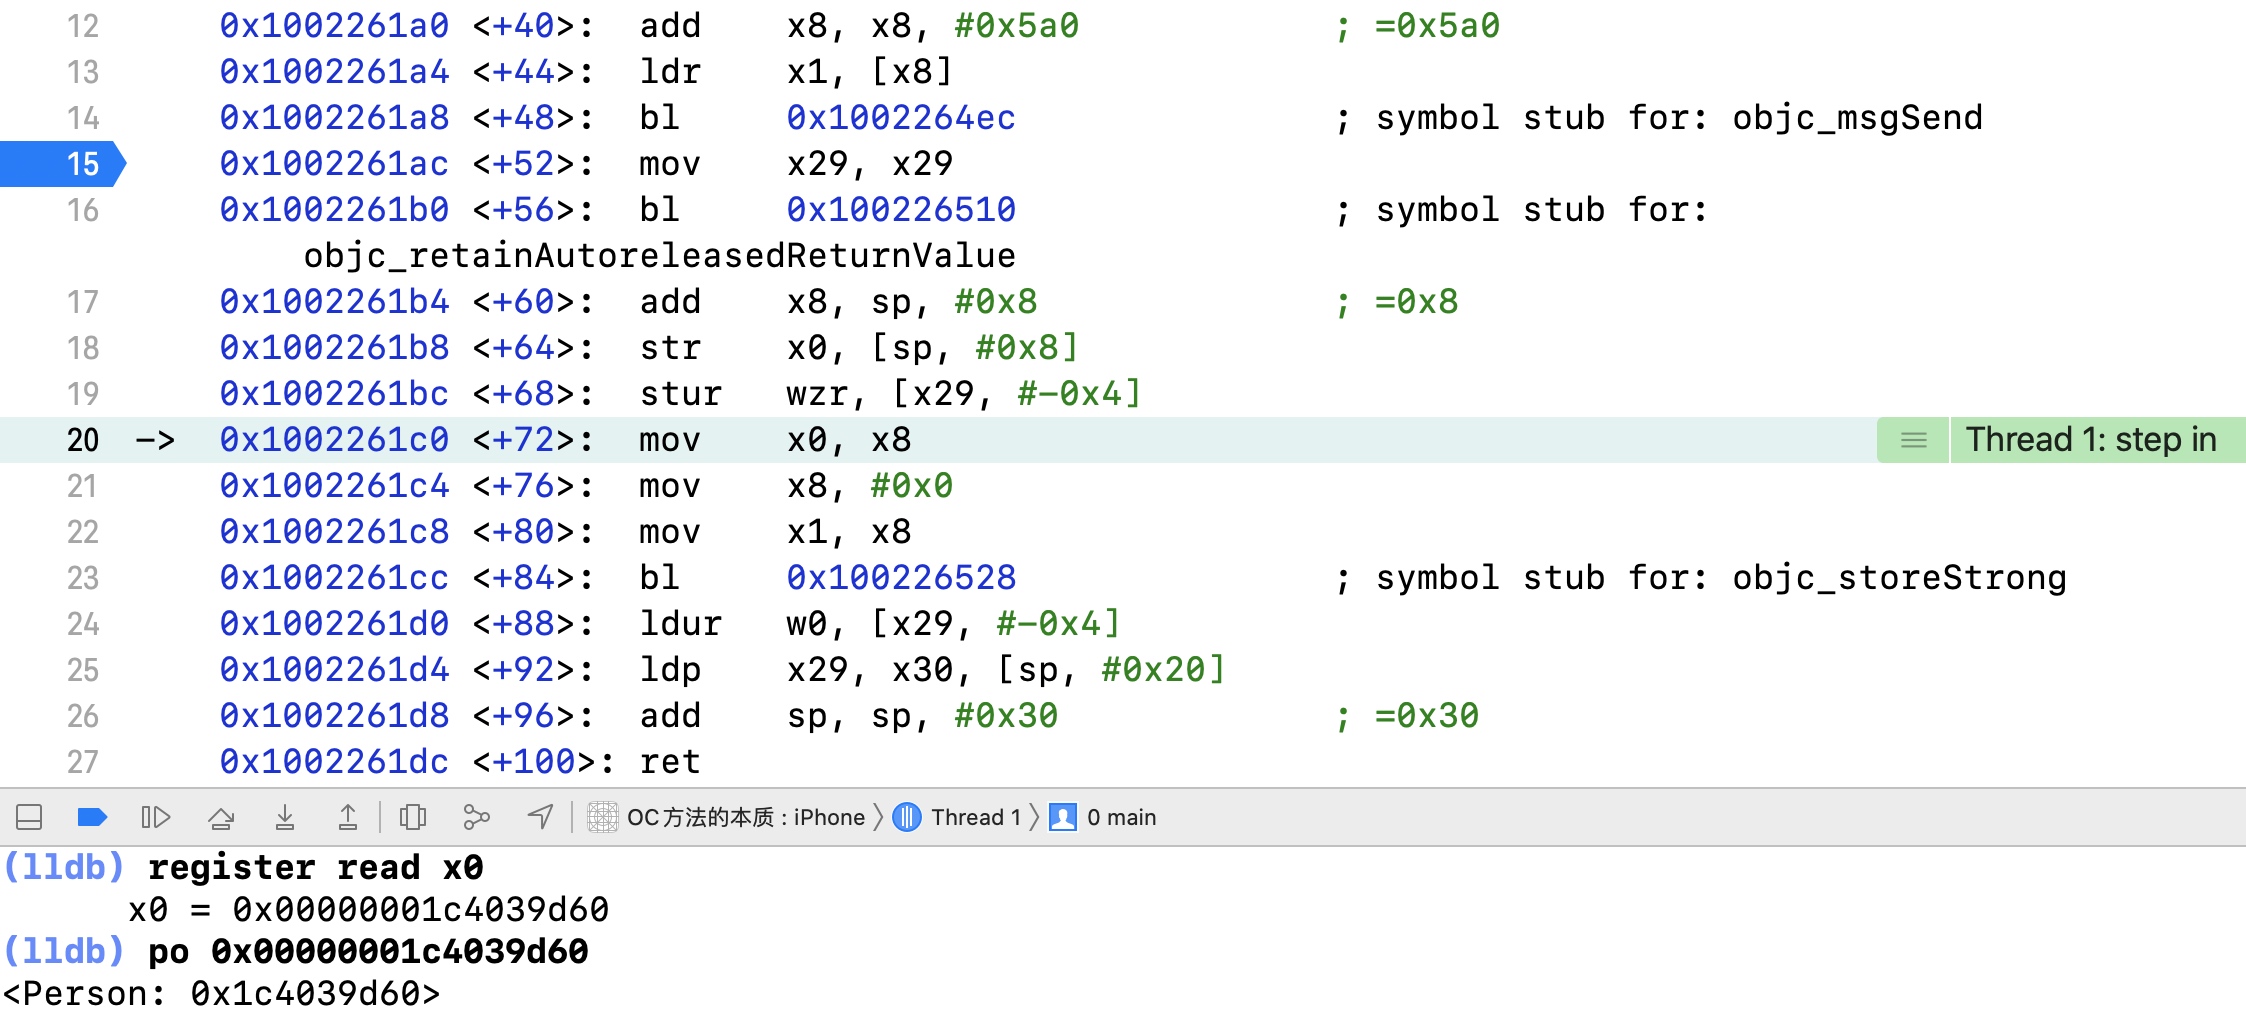 12 0x1002261a0 <+40>: add x8, x8, #0x5a0 ; =0x5a0
13 0x1002261a4 <+44>: ldr x1, [x8]
14 0x1002261a8 <+48>: bl 0x1002264ec ; symbol stub for: objc_msgSend
15 0x1002261ac <+52>: mov x29, x29
16 0x1002261b0 <+56>: bl 0x100226510 ; symbol stub for:
objc_retainAutoreleasedReturnValue
17 0x1002261b4 <+60>: add x8, sp, #0x8 ; =0x8
18 0x1002261b8 <+64>: str x0, [sp, #0x8]
19 0x1002261bc <+68>: stur wzr, [x29, #-0x4]
20 -> 0x1002261c0 <+72>: mov x0, x8 Thread 1: step in
21 0x1002261c4 <+76>: mov x8, #0x0
22 0x1002261c8 <+80>: mov x1, x8
23 0x1002261cc <+84>: bl 0x100226528 ; symbol stub for: objc_storeStrong
24 0x1002261d0 <+88>: ldur w0, [x29, #-0x4]
25 0x1002261d4 <+92>: ldp x29, x30, [sp, #0x20]
26 0x1002261d8 <+96>: add sp, sp, #0x30 ; =0x30
27 0x1002261dc <+100>: ret
OC方法的本质 : iPhone 〉 Thread 1 〉 0 main
(lldb) register read x0
x0 = 0x00000001c4039d60
(lldb) po 0x00000001c4039d60
<Person: 0x1c4039d60>